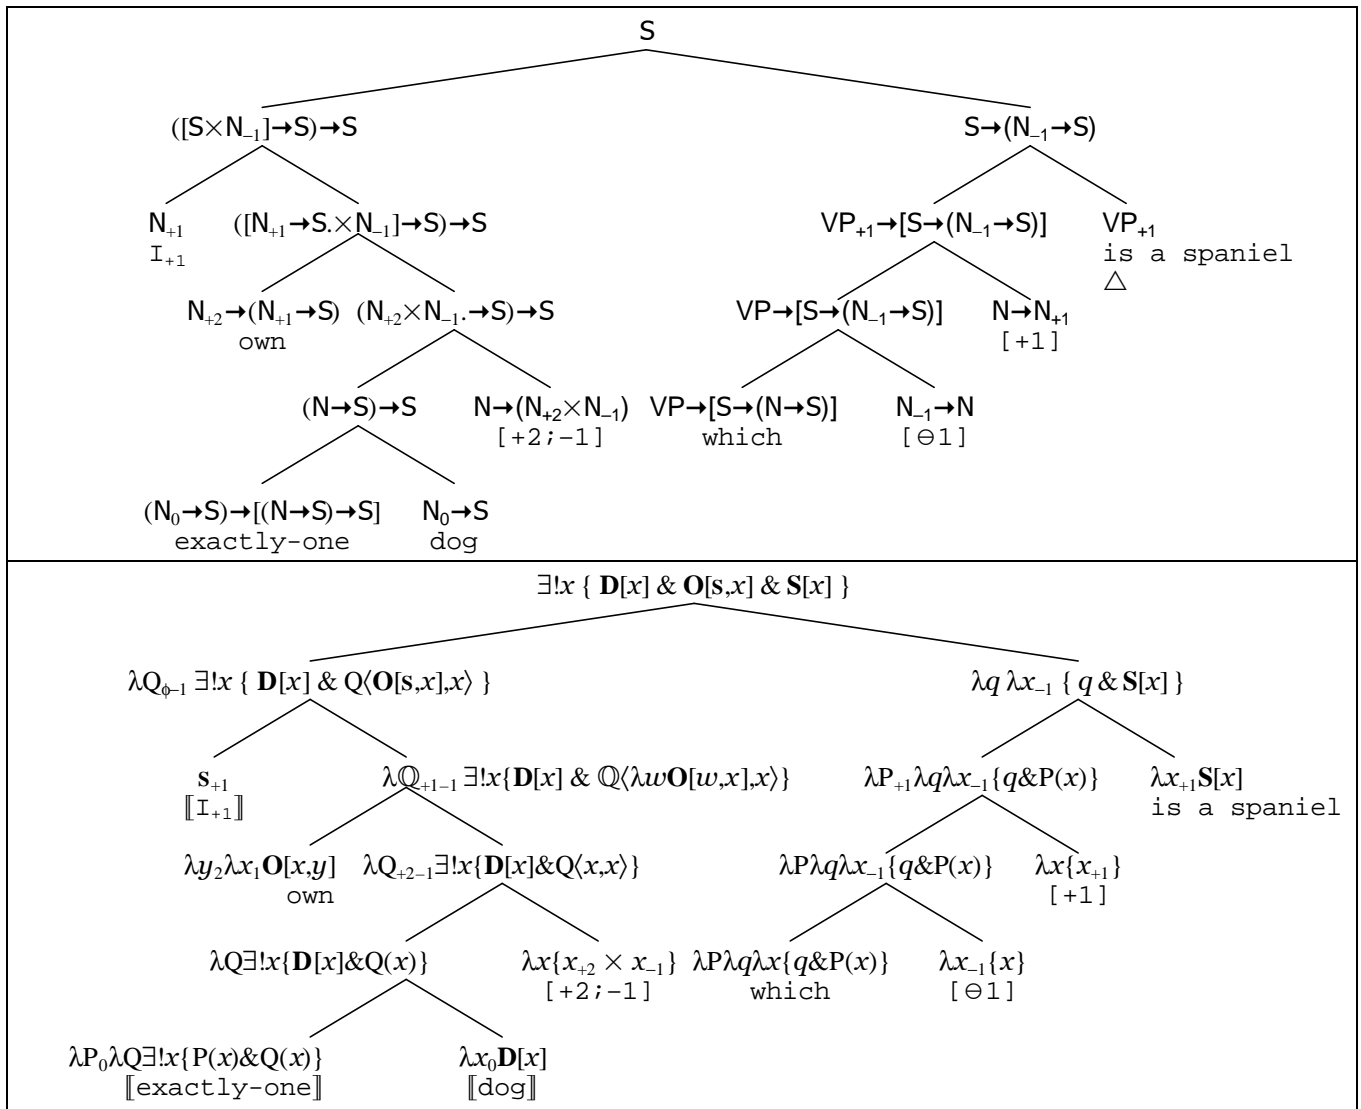 S
([S×N₋₁]→S)→S S→(N₋₁→S)
N₊₁ ([N₊₁→S.×N₋₁]→S)→S VP₊₁→[S→(N₋₁→S)] VP₊₁
I₊₁ is a spaniel
△
N₊₂→(N₊₁→S) (N₊₂×N₋₁.→S)→S VP→[S→(N₋₁→S)] N→N₊₁
own [+1]
(N→S)→S N→(N₊₂×N₋₁) VP→[S→(N→S)] N₋₁→N
[+2;−1] which [⊖1]
(N₀→S)→[(N→S)→S] N₀→S
exactly-one dog
∃!x { D[x] & O[s,x] & S[x] }
λQ_ϕ₋₁ ∃!x { D[x] & Q⟨O[s,x],x⟩ } λq λx₋₁ { q & S[x] }
s₊₁ λℚ₊₁₋₁ ∃!x{D[x] & ℚ⟨λwO[w,x],x⟩} λP₊₁λqλx₋₁{q&P(x)} λx₊₁S[x]
⟦I₊₁⟧ is a spaniel
λy₂λx₁O[x,y] λQ₊₂₋₁∃!x{D[x]&Q⟨x,x⟩} λPλqλx₋₁{q&P(x)} λx{x₊₁}
own [+1]
λQ∃!x{D[x]&Q(x)} λx{x₊₂ × x₋₁} λPλqλx{q&P(x)} λx₋₁{x}
[+2;−1] which [⊖1]
λP₀λQ∃!x{P(x)&Q(x)} λx₀D[x]
⟦exactly-one⟧ ⟦dog⟧